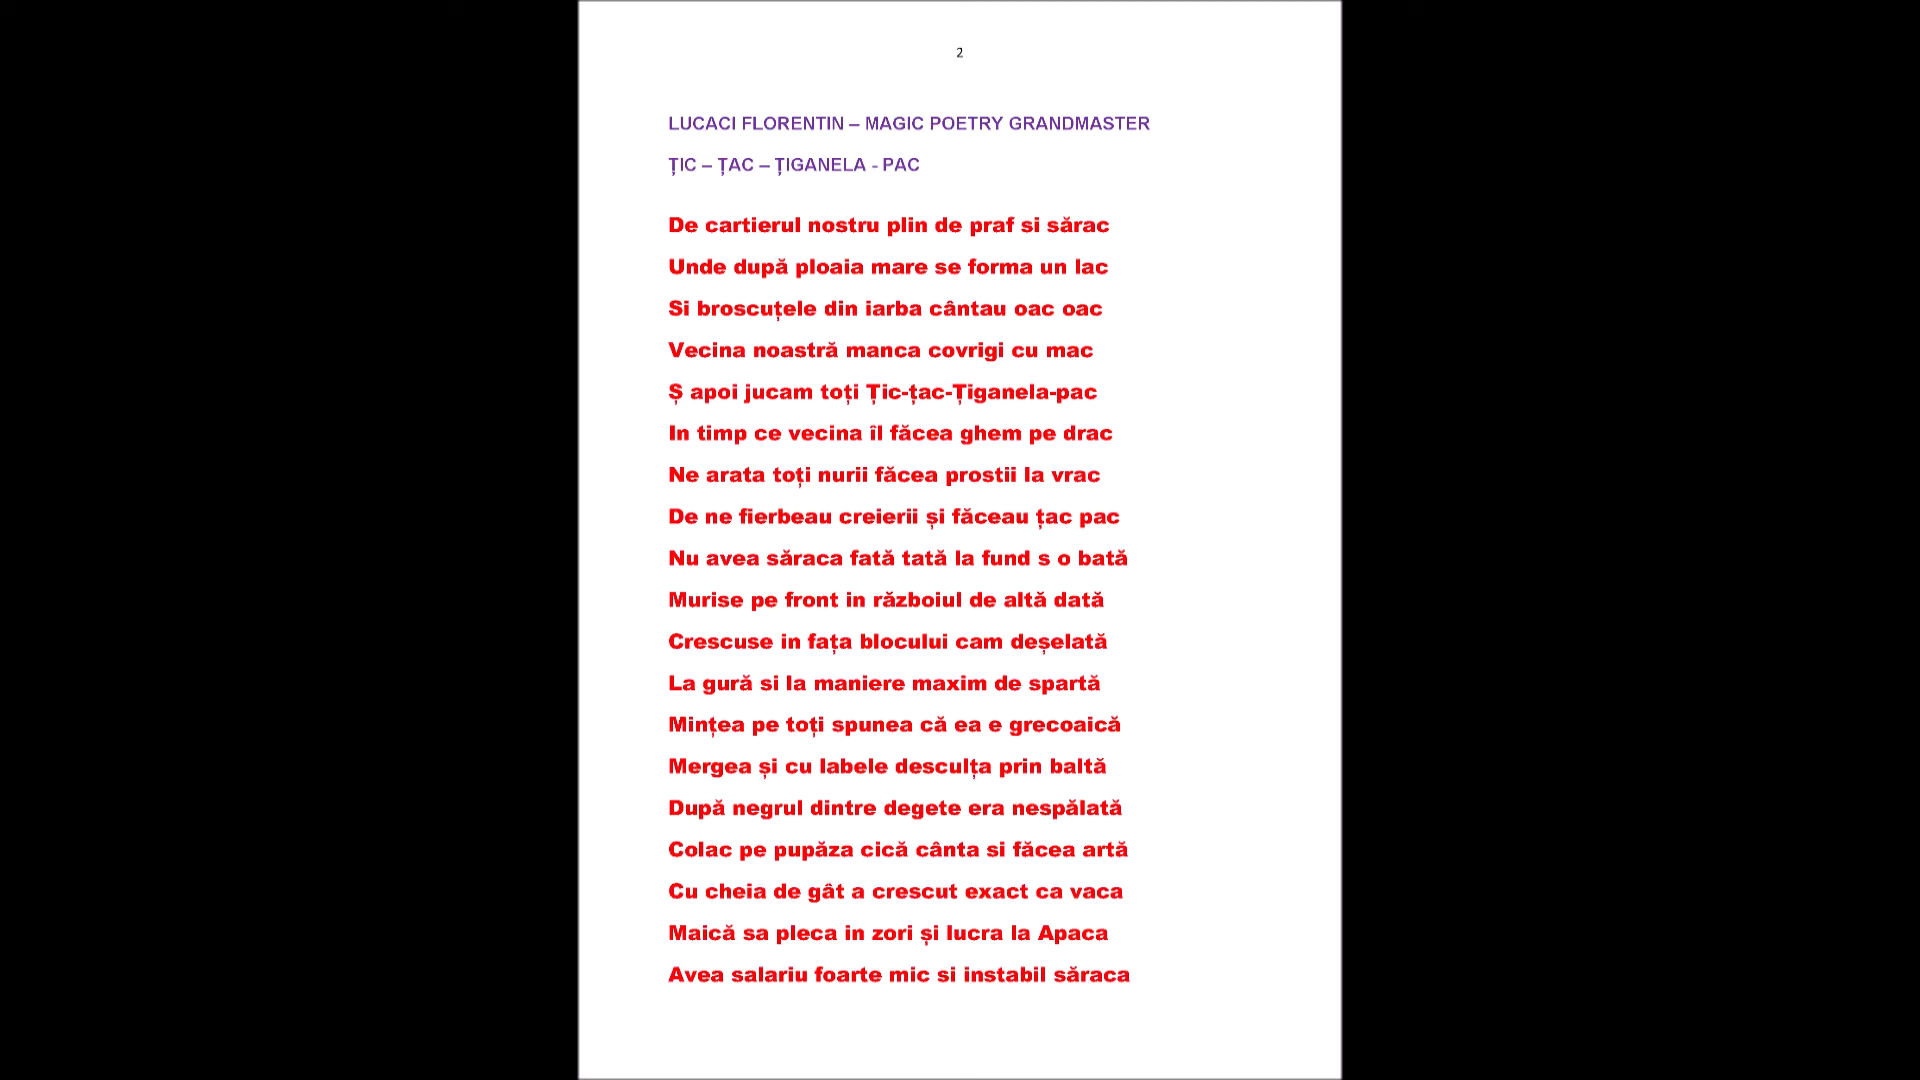 2
LUCACI FLORENTIN – MAGIC POETRY GRANDMASTER
ȚIC – ȚAC – ȚIGANELA - PAC
De cartierul nostru plin de praf si sărac
Unde după ploaia mare se forma un lac
Si broscuțele din iarba cântau oac oac
Vecina noastră manca covrigi cu mac
Ș apoi jucam toți Țic-țac-Țiganela-pac
In timp ce vecina îl făcea ghem pe drac
Ne arata toți nurii făcea prostii la vrac
De ne fierbeau creierii și făceau țac pac
Nu avea săraca fată tată la fund s o bată
Murise pe front in războiul de altă dată
Crescuse in fața blocului cam deșelată
La gură si la maniere maxim de spartă
Mințea pe toți spunea că ea e grecoaică
Mergea și cu labele desculța prin baltă
După negrul dintre degete era nespălată
Colac pe pupăza cică cânta si făcea artă
Cu cheia de gât a crescut exact ca vaca
Maică sa pleca in zori și lucra la Apaca
Avea salariu foarte mic si instabil săraca